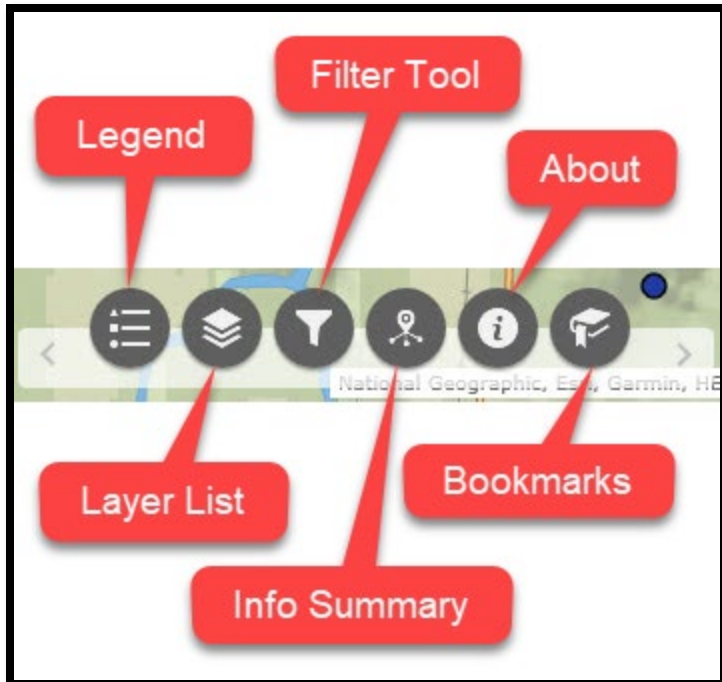 Filter Tool
Legend
About
National Geographic, Esri, Garmin, HE
Layer List
Bookmarks
Info Summary